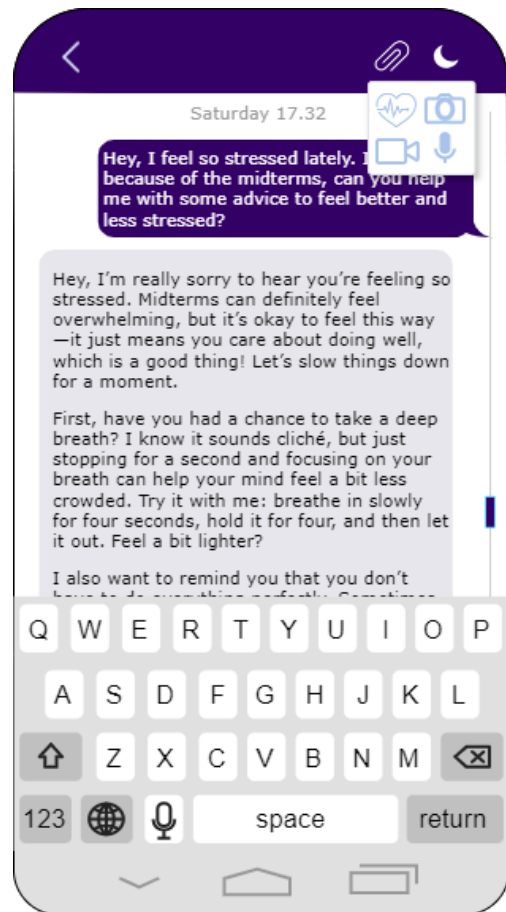 Saturday 17.32
Hey, I feel so stressed lately. I
because of the midterms, can you help
me with some advice to feel better and
less stressed?
Hey, I’m really sorry to hear you’re feeling so
stressed. Midterms can definitely feel
overwhelming, but it’s okay to feel this way
—it just means you care about doing well,
which is a good thing! Let’s slow things down
for a moment.
First, have you had a chance to take a deep
breath? I know it sounds cliché, but just
stopping for a second and focusing on your
breath can help your mind feel a bit less
crowded. Try it with me: breathe in slowly
for four seconds, hold it for four, and then let
it out. Feel a bit lighter?
I also want to remind you that you don’t
have to do everything perfectly. Sometimes
Q W E R T Y U I O P
A S D F G H J K L
Z X C V B N M
123 space return